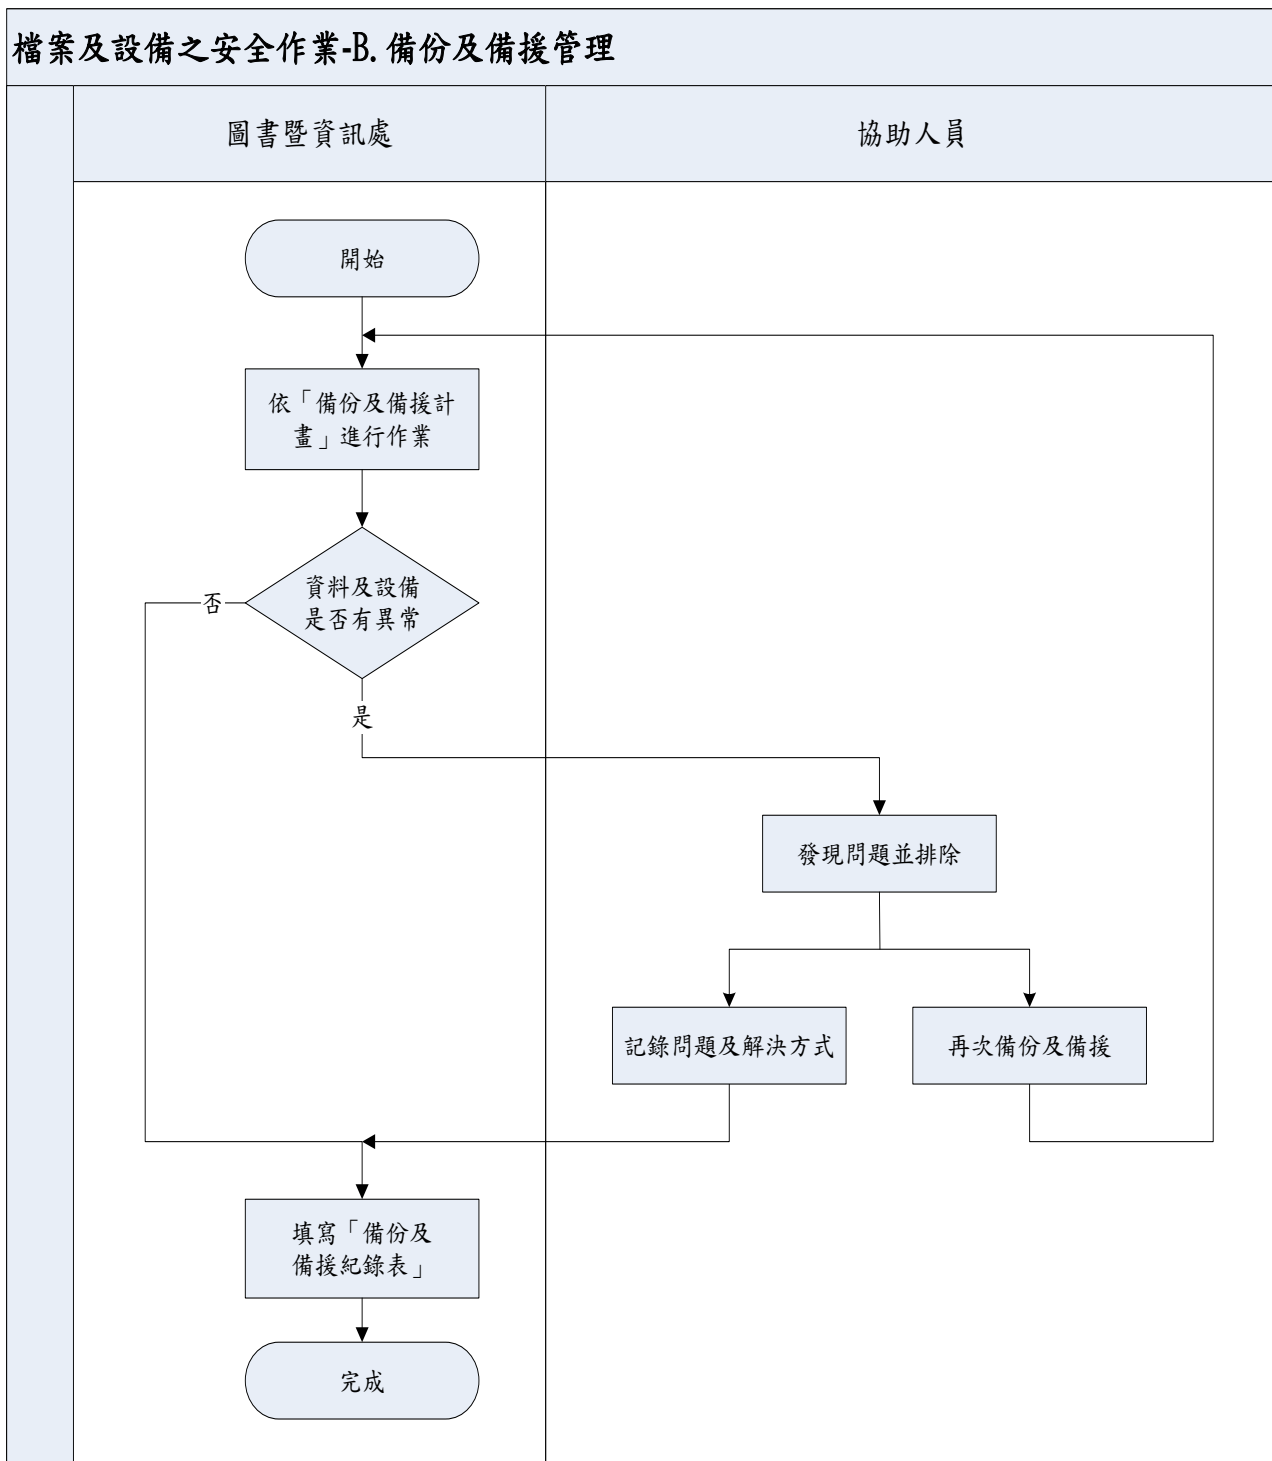 檔案及設備之安全作業-B.備份及備援管理
圖書暨資訊處
協助人員
開始
依「備份及備援計
畫」進行作業
資料及設備
是否有異常
否
是
發現問題並排除
記錄問題及解決方式
再次備份及備援
填寫「備份及
備援紀錄表」
完成